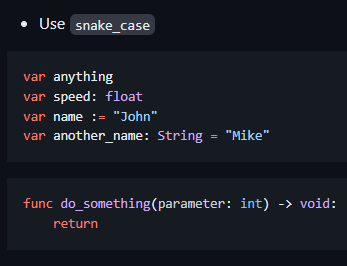 • Use snake_case
var anything
var speed: float
var name := "John"
var another_name: String = "Mike"
func do_something(parameter: int) -> void:
    return